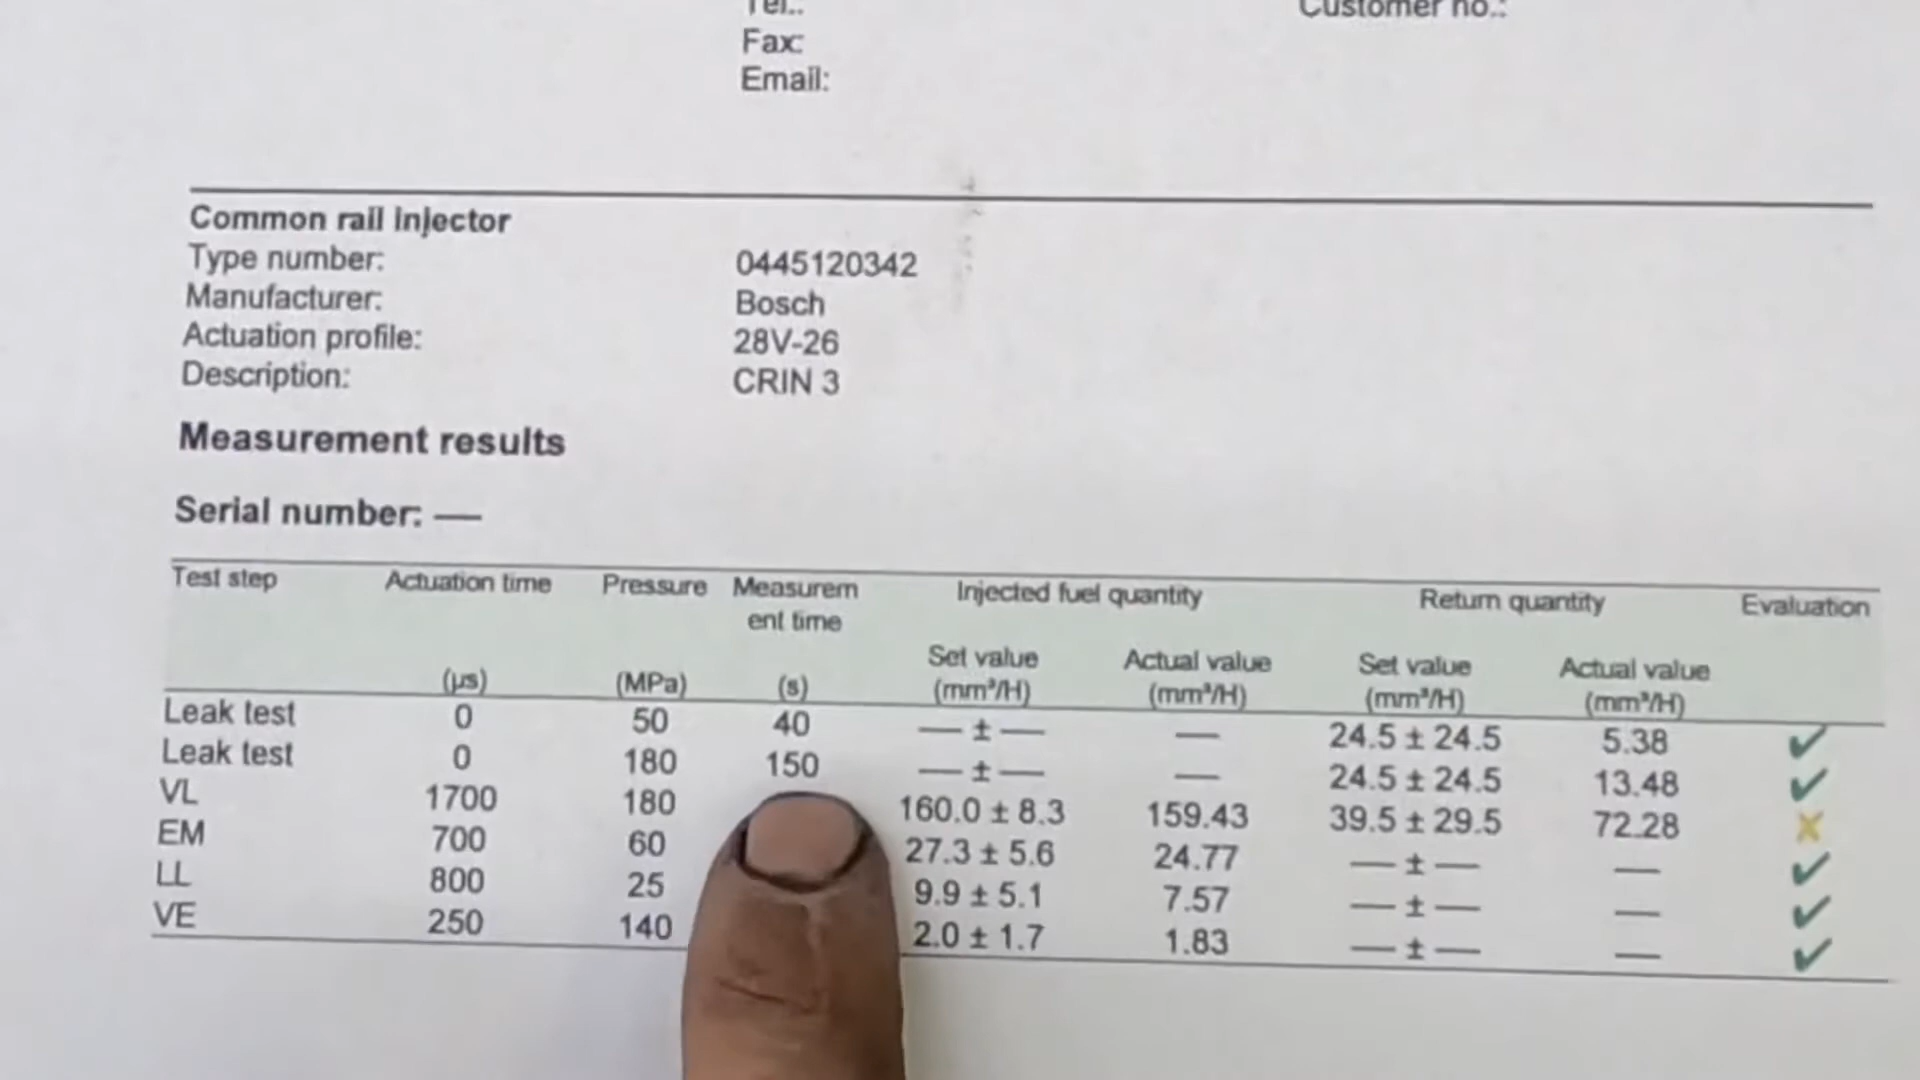 Tel.:
Customer no.:
Fax:
Email:
Common rail injector
Type number: 0445120342
Manufacturer: Bosch
Actuation profile: 28V-26
Description: CRIN 3
Measurement results
Serial number: —
Test step Actuation time Pressure Measurem Injected fuel quantity Return quantity Evaluation
ent time
Set value Actual value Set value Actual value
(µs) (MPa) (s) (mm³/H) (mm³/H) (mm³/H) (mm³/H)
Leak test 0 50 40 — ± — — 24.5 ± 24.5 5.38 ✔
Leak test 0 180 150 — ± — — 24.5 ± 24.5 13.48 ✔
VL 1700 180 160.0 ± 8.3 159.43 39.5 ± 29.5 72.28 ✗
EM 700 60 27.3 ± 5.6 24.77 — ± — — ✔
LL 800 25 9.9 ± 5.1 7.57 — ± — — ✔
VE 250 140 2.0 ± 1.7 1.83 — ± — — ✔